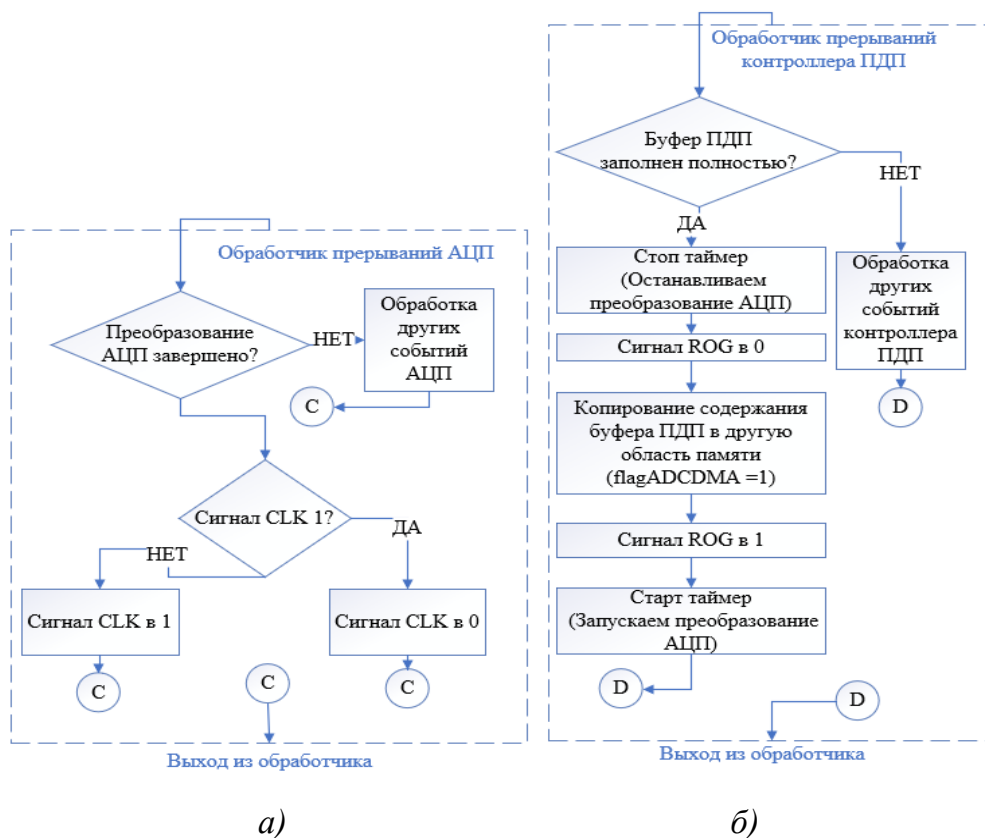 Обработчик прерываний АЦП
Преобразование
АЦП завершено?
НЕТ
Обработка
других
событий
АЦП
C
Сигнал CLK 1?
НЕТ
ДА
Сигнал CLK в 1
Сигнал CLK в 0
C
C
C
Выход из обработчика
а)
Обработчик прерываний
контроллера ПДП
Буфер ПДП
заполнен полностью?
НЕТ
ДА
Стоп таймер
(Останавливаем
преобразование АЦП)
Обработка
других
событий
контроллера
ПДП
D
Сигнал ROG в 0
Копирование содержания
буфера ПДП в другую
область памяти
(flagADCDMA =1)
Сигнал ROG в 1
Старт таймер
(Запускаем преобразование
АЦП)
D
D
Выход из обработчика
б)